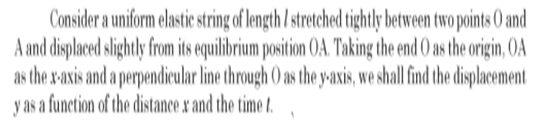 Consider a uniform elastic string of length l stretched tightly between two points O and
A and displaced slightly from its equilibrium position OA. Taking the end O as the origin, OA
as the x-axis and a perpendicular line through O as the y-axis, we shall find the displacement
y as a function of the distance x and the time t.